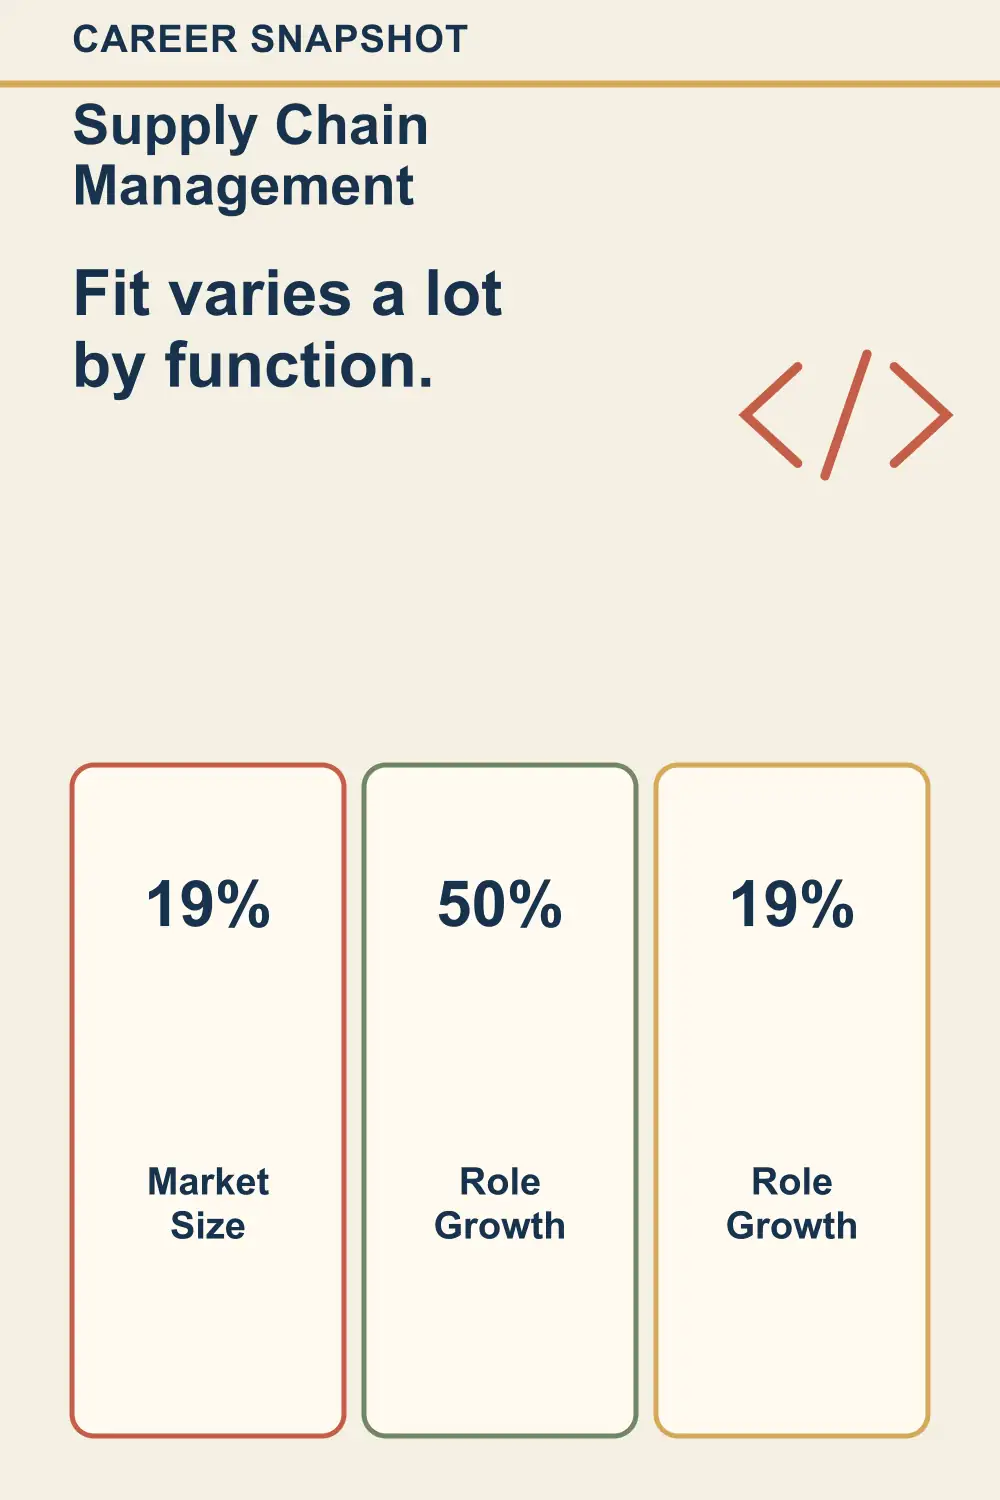 CAREER SNAPSHOT
Supply Chain
Management
Fit varies a lot
by function.
19%
Market
Size
50%
Role
Growth
19%
Role
Growth